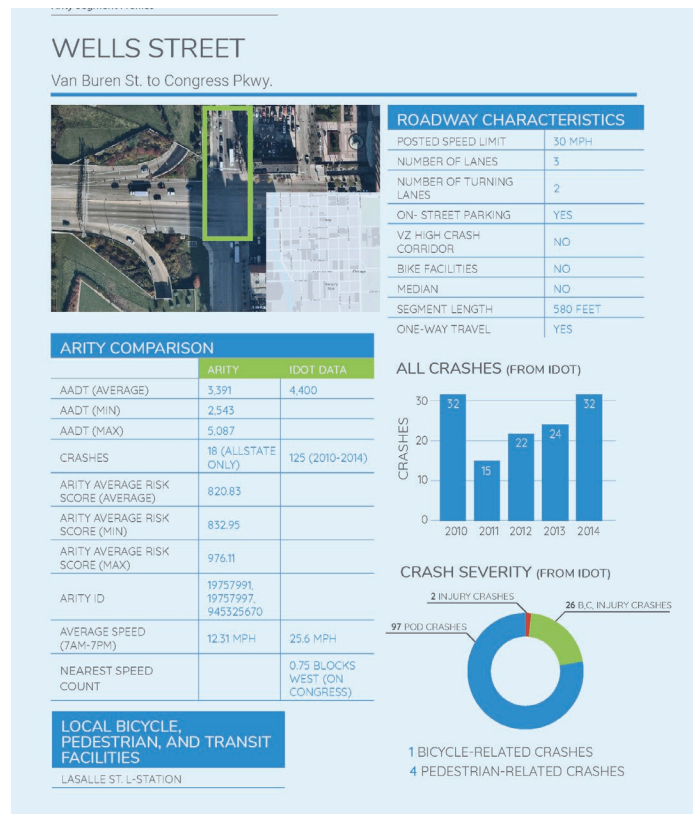 WELLS STREET
Van Buren St. to Congress Pkwy.
ROADWAY CHARACTERISTICS
POSTED SPEED LIMIT 30 MPH
NUMBER OF LANES 3
NUMBER OF TURNING
LANES 2
ON- STREET PARKING YES
VZ HIGH CRASH
CORRIDOR NO
BIKE FACILITIES NO
MEDIAN NO
SEGMENT LENGTH 580 FEET
ONE-WAY TRAVEL YES
ARITY COMPARISON
ARITY IDOT DATA
AADT (AVERAGE) 3,391 4,400
AADT (MIN) 2,543
AADT (MAX) 5,087
CRASHES 18 (ALLSTATE
ONLY) 125 (2010-2014)
ARITY AVERAGE RISK
SCORE (AVERAGE) 820.83
ARITY AVERAGE RISK
SCORE (MIN) 832.95
ARITY AVERAGE RISK
SCORE (MAX) 976.11
ARITY ID 19757991,
19757997,
945325670
AVERAGE SPEED
(7AM-7PM) 12.31 MPH 25.6 MPH
NEAREST SPEED
COUNT 0.75 BLOCKS
WEST (ON
CONGRESS)
LOCAL BICYCLE,
PEDESTRIAN, AND TRANSIT
FACILITIES
LASALLE ST. L-STATION
ALL CRASHES (FROM IDOT)
CRASHES
30
20
10
0
32
15
22
24
32
2010 2011 2012 2013 2014
CRASH SEVERITY (FROM IDOT)
2 INJURY CRASHES
26 B,C, INJURY CRASHES
97 POD CRASHES
1 BICYCLE-RELATED CRASHES
4 PEDESTRIAN-RELATED CRASHES